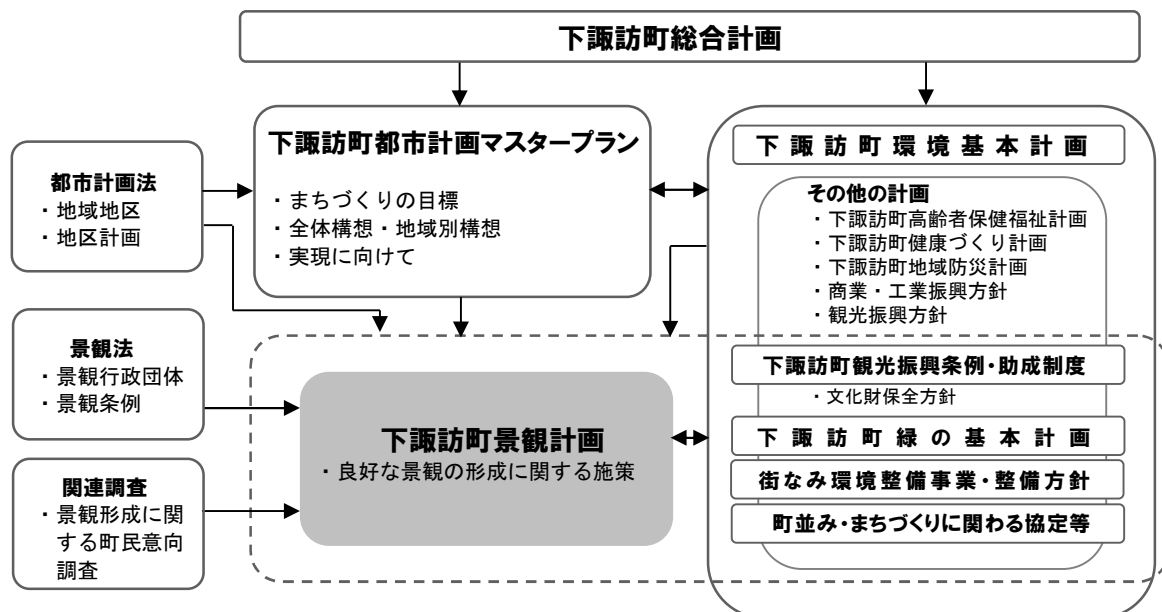 下諏訪町総合計画
都市計画法
・地域地区
・地区計画
景観法
・景観行政団体
・景観条例
関連調査
・景観形成に関
する町民意向
調査
下諏訪町都市計画マスタープラン
・まちづくりの目標
・全体構想・地域別構想
・実現に向けて
下諏訪町景観計画
・良好な景観の形成に関する施策
下諏訪町環境基本計画
その他の計画
・下諏訪町高齢者保健福祉計画
・下諏訪町健康づくり計画
・下諏訪町地域防災計画
・商業・工業振興方針
・観光振興方針
下諏訪町観光振興条例・助成制度
・文化財保全方針
下諏訪町緑の基本計画
街なみ環境整備事業・整備方針
町並み・まちづくりに関わる協定等